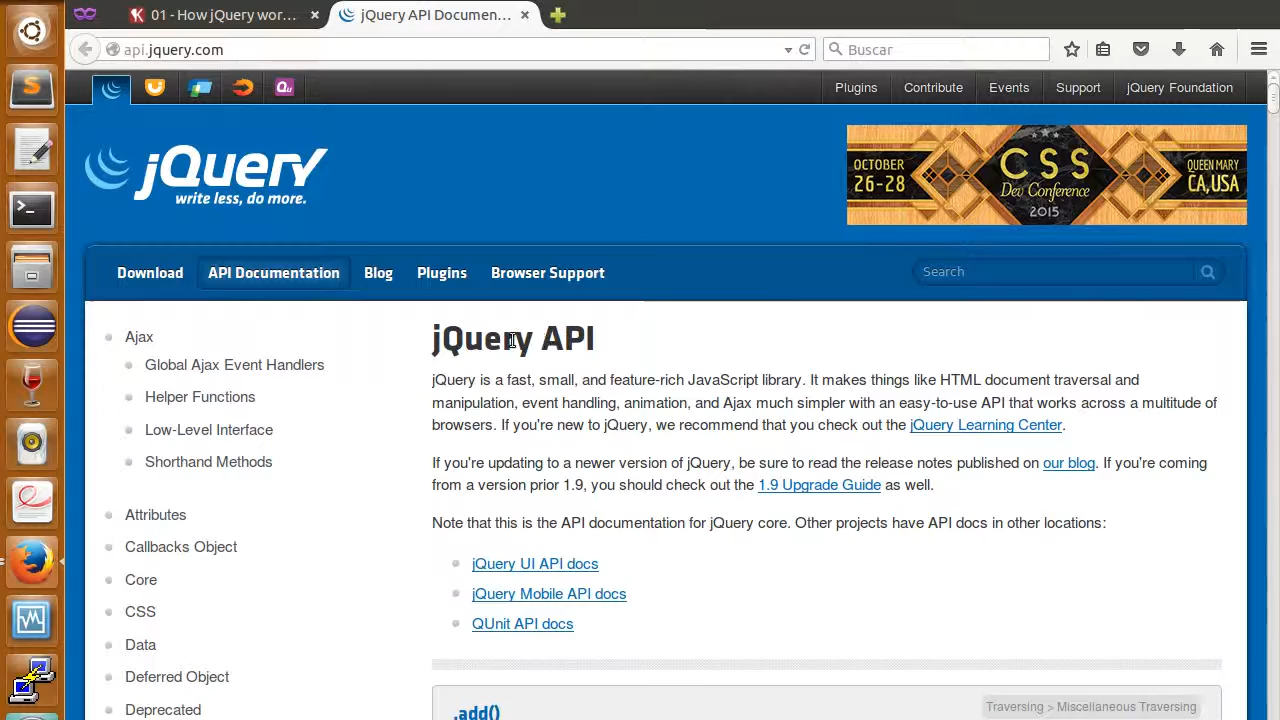 01 - How jQuery wor...
jQuery API Documen...
api.jquery.com
Buscar
Plugins
Contribute
Events
Support
jQuery Foundation
jQuery
write less, do more.
OCTOBER
26-28
CSS
Dev Conference
2015
QUEEN MARY
CA, USA
Download
API Documentation
Blog
Plugins
Browser Support
Search
Ajax
Global Ajax Event Handlers
Helper Functions
Low-Level Interface
Shorthand Methods
Attributes
Callbacks Object
Core
CSS
Data
Deferred Object
Deprecated
jQuery API
jQuery is a fast, small, and feature-rich JavaScript library. It makes things like HTML document traversal and
manipulation, event handling, animation, and Ajax much simpler with an easy-to-use API that works across a multitude of
browsers. If you're new to jQuery, we recommend that you check out the jQuery Learning Center.
If you're updating to a newer version of jQuery, be sure to read the release notes published on our blog. If you're coming
from a version prior 1.9, you should check out the 1.9 Upgrade Guide as well.
Note that this is the API documentation for jQuery core. Other projects have API docs in other locations:
jQuery UI API docs
jQuery Mobile API docs
QUnit API docs
.add()
Traversing > Miscellaneous Traversing